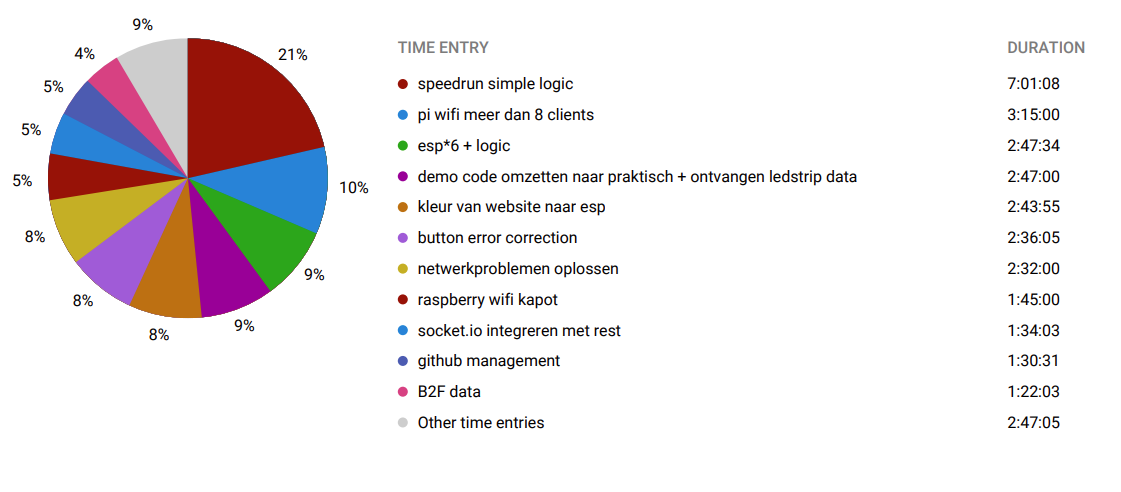 9%
4%
21%
5%
5%
5%
10%
8%
9%
8%
9%
8%
TIME ENTRY DURATION
speedrun simple logic 7:01:08
pi wifi meer dan 8 clients 3:15:00
esp*6 + logic 2:47:34
demo code omzetten naar praktisch + ontvangen ledstrip data 2:47:00
kleur van website naar esp 2:43:55
button error correction 2:36:05
netwerkproblemen oplossen 2:32:00
raspberry wifi kapot 1:45:00
socket.io integreren met rest 1:34:03
github management 1:30:31
B2F data 1:22:03
Other time entries 2:47:05